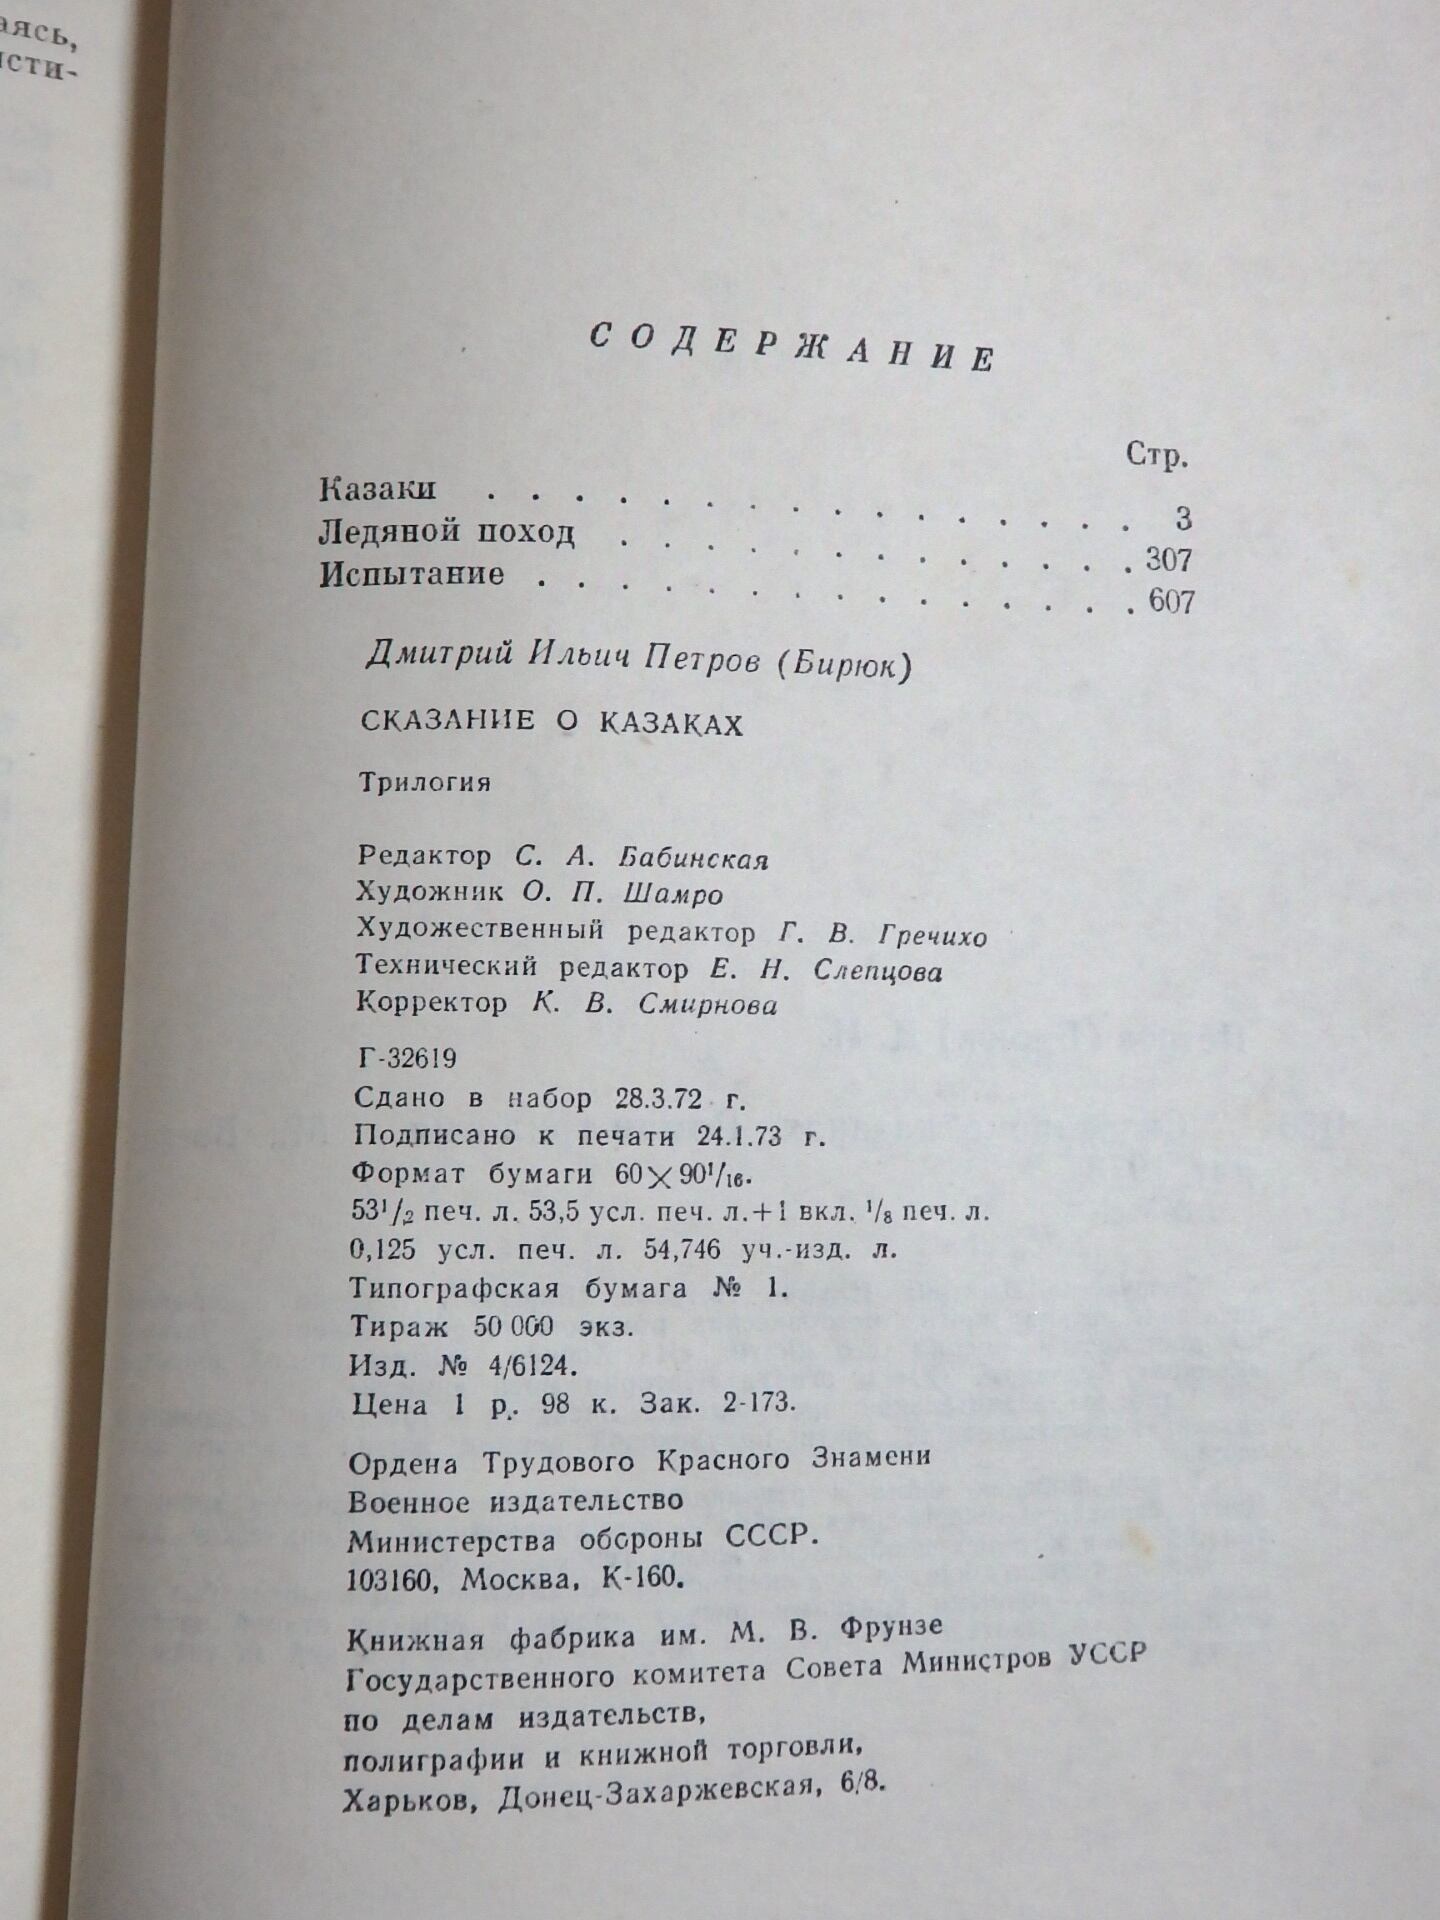 аясь,
исти-
СОДЕРЖАНИЕ
Стр.
Казаки . . . . . . . . . . . . . . . . 3
Ледяной поход . . . . . . . . . . . . . 307
Испытание . . . . . . . . . . . . . . . 607
Дмитрий Ильич Петров (Бирюк)
СКАЗАНИЕ О КАЗАКАХ
Трилогия
Редактор С. А. Бабинская
Художник О. П. Шамро
Художественный редактор Г. В. Гречихо
Технический редактор Е. Н. Слепцова
Корректор К. В. Смирнова
Г-32619
Сдано в набор 28.3.72 г.
Подписано к печати 24.1.73 г.
Формат бумаги 60×90¹/₁₆.
53¹/₂ печ. л. 53,5 усл. печ. л.+1 вкл. ¹/₈ печ. л.
0,125 усл. печ. л. 54,746 уч.-изд. л.
Типографская бумага № 1.
Тираж 50 000 экз.
Изд. № 4/6124.
Цена 1 р. 98 к. Зак. 2-173.
Ордена Трудового Красного Знамени
Военное издательство
Министерства обороны СССР.
103160, Москва, К-160.
Книжная фабрика им. М. В. Фрунзе
Государственного комитета Совета Министров УССР
по делам издательств,
полиграфии и книжной торговли,
Харьков, Донец-Захаржевская, 6/8.